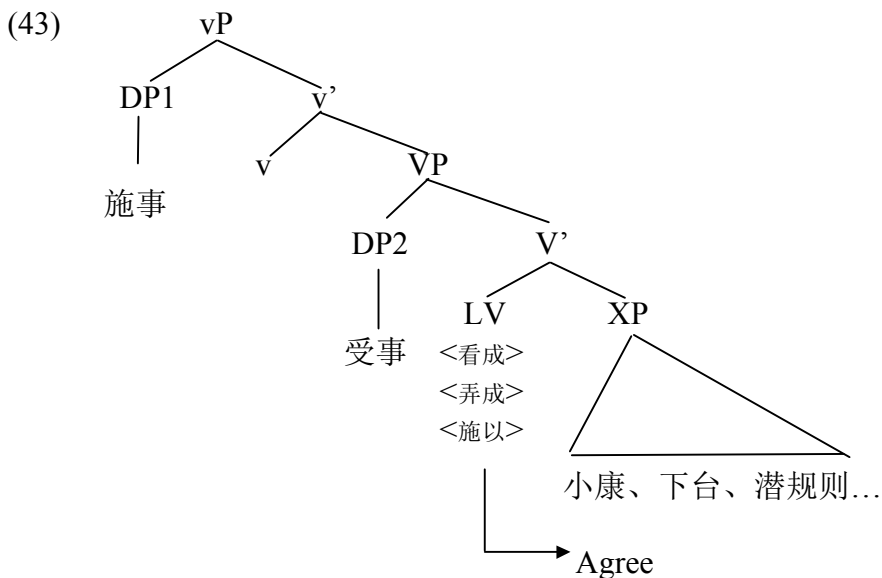 (43) vP
DP1 v’
v VP
施事
DP2 V’
LV XP
受事 <看成>
<弄成>
<施以>
小康、下台、潜规则…
Agree